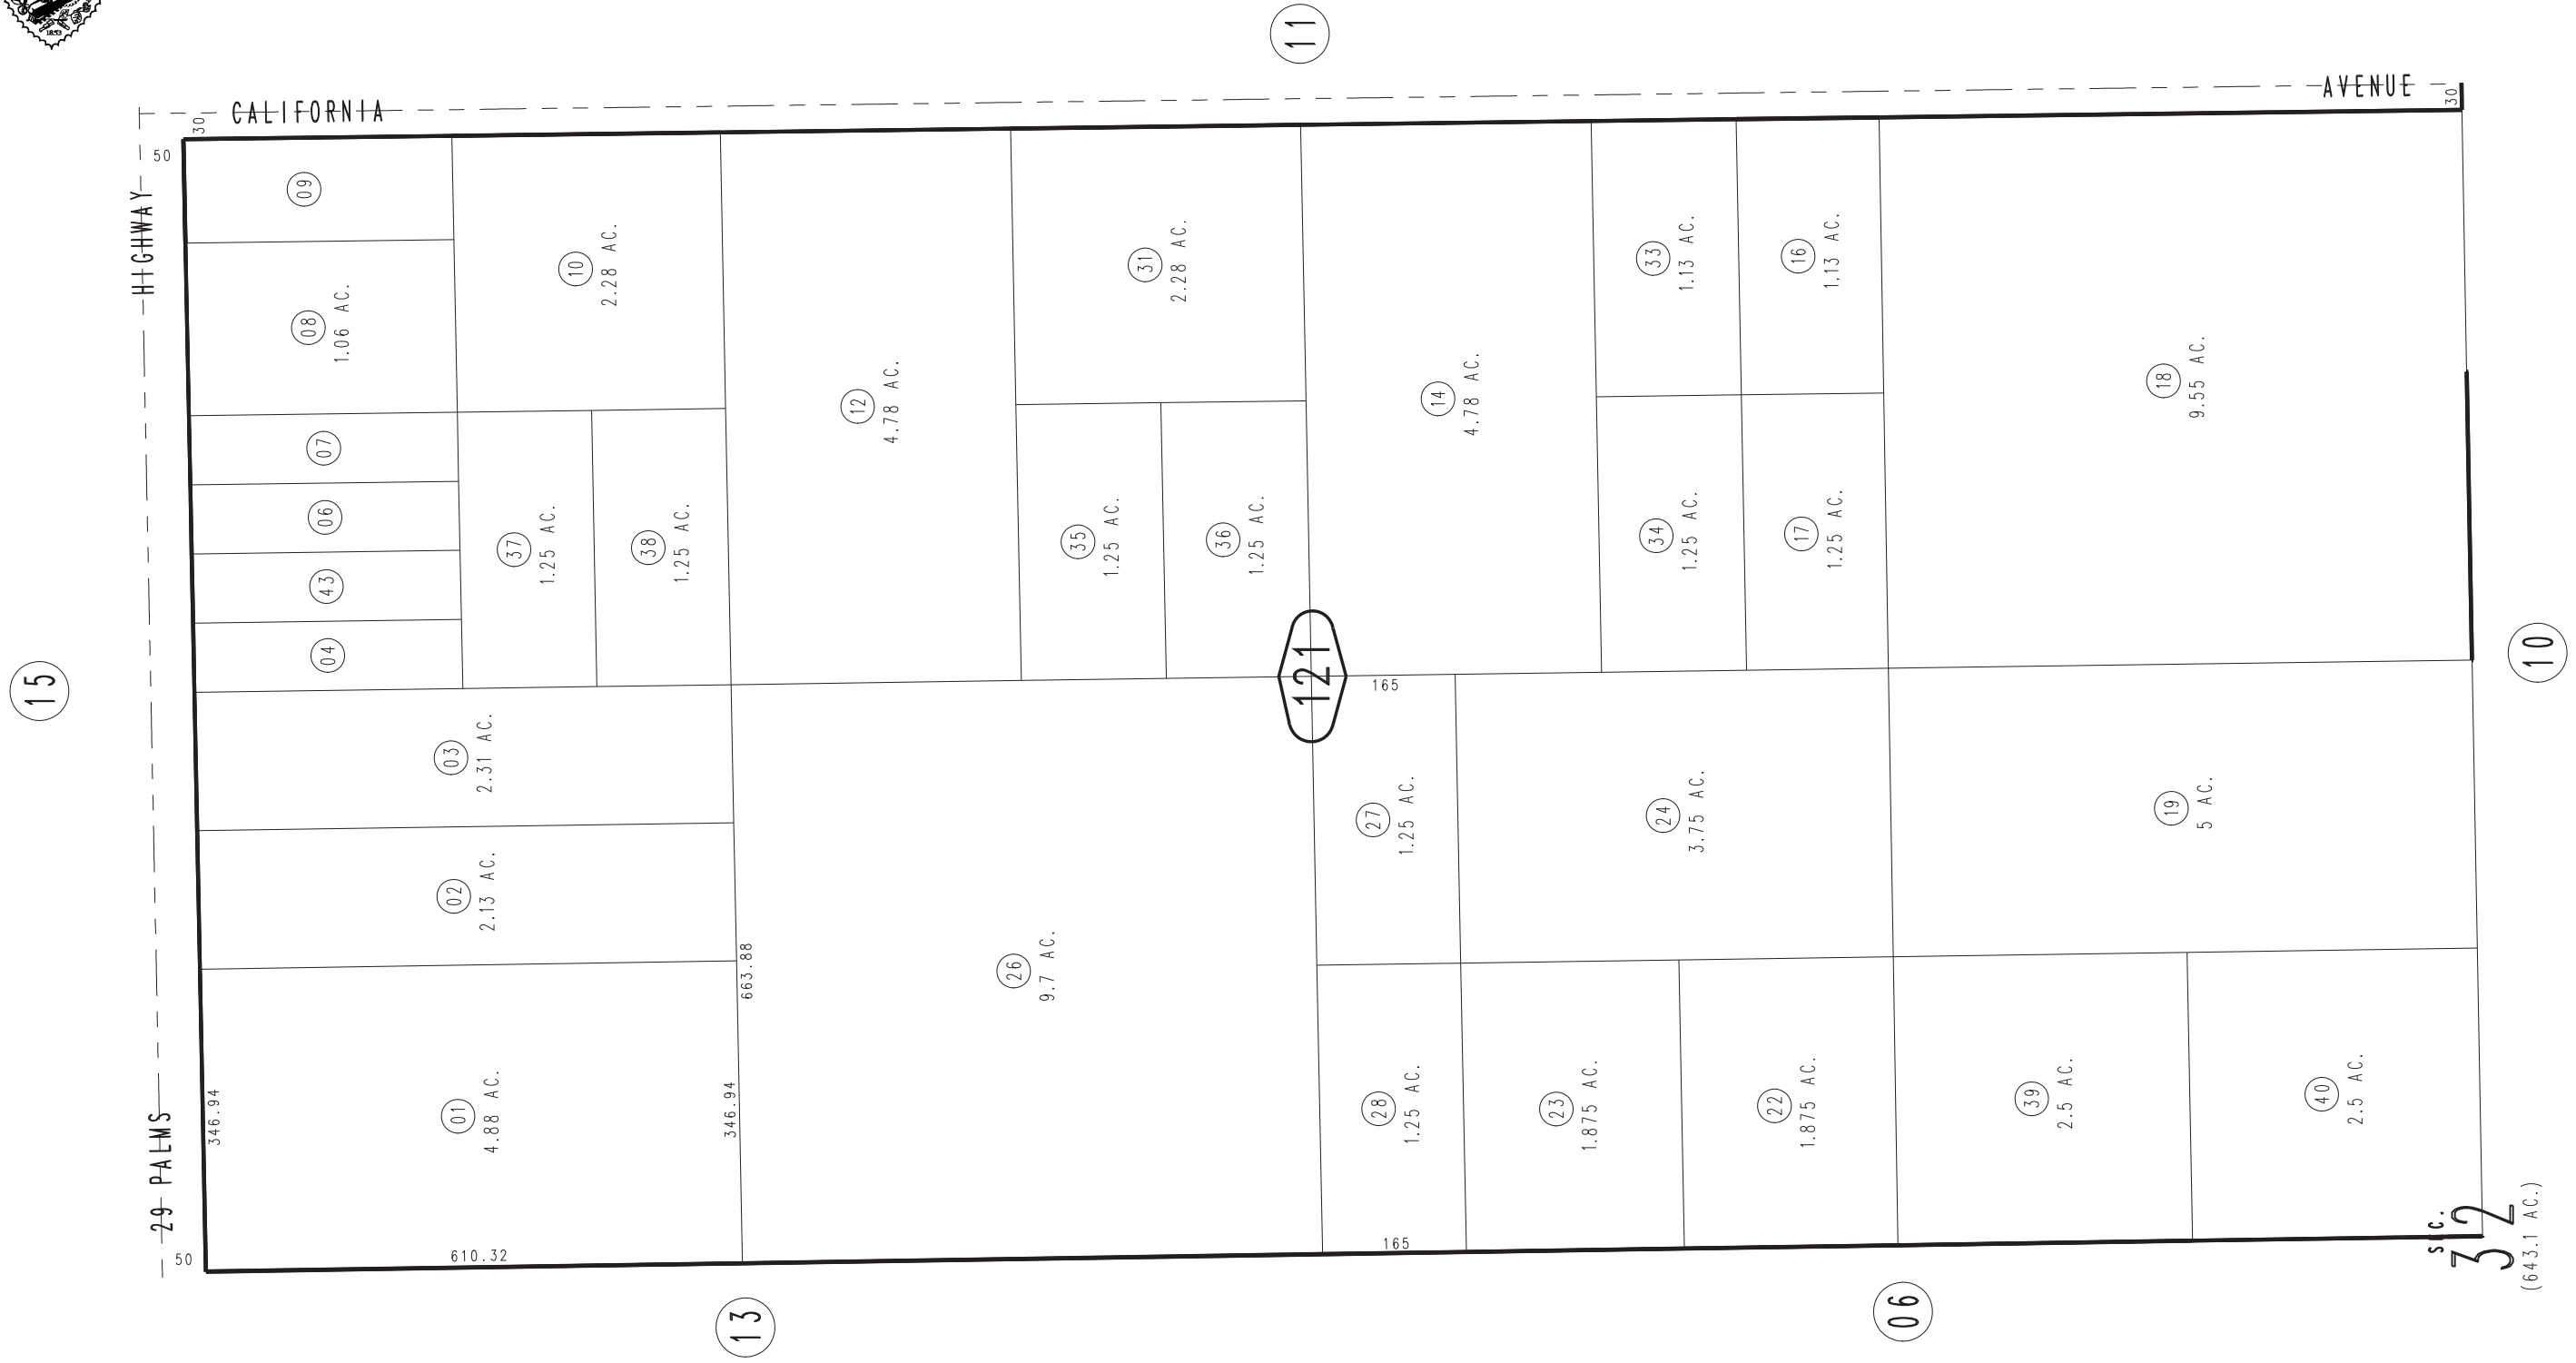 1853
11
CALIFORNIA
AVENUE
30
30
50
HIGHWAY
09
08
1.06 AC.
10
2.28 AC.
31
2.28 AC.
33
1.13 AC.
16
1.13 AC.
12
4.78 AC.
14
4.78 AC.
18
9.55 AC.
07
06
43
04
37
1.25 AC.
38
1.25 AC.
35
1.25 AC.
36
1.25 AC.
34
1.25 AC.
17
1.25 AC.
15
121
165
10
03
2.31 AC.
02
2.13 AC.
663.88
26
9.7 AC.
27
1.25 AC.
24
3.75 AC.
19
5 AC.
29 PALMS
346.94
01
4.88 AC.
346.94
28
1.25 AC.
23
1.875 AC.
22
1.875 AC.
39
2.5 AC.
40
2.5 AC.
50
610.32
165
SEC.
32
(643.1 AC.)
13
06